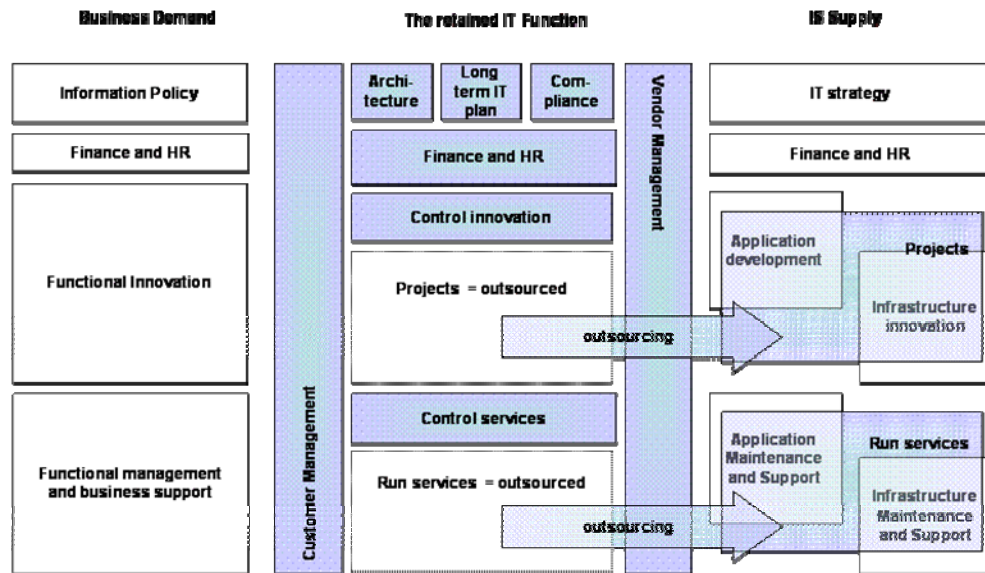 Business Demand
The retained IT Function
IS Supply
Information Policy
Finance and HR
Functional Innovation
Functional management
and business support
Customer Management
Archi-
tecture
Long
term IT
plan
Com-
pliance
Finance and HR
Control innovation
Projects = outsourced
outsourcing
Control services
Run services = outsourced
outsourcing
Vendor Management
IT strategy
Finance and HR
Application
development
Projects
Infrastructure
innovation
Application
Maintenance
and Support
Run services
Infrastructure
Maintenance
and Support